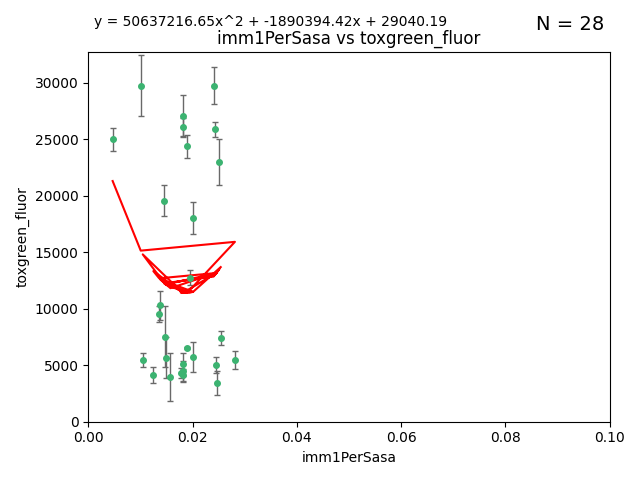 y = 50637216.65x^2 + -1890394.42x + 29040.19
N = 28
imm1PerSasa vs toxgreen_fluor
30000
25000
20000
15000
10000
5000
0
toxgreen_fluor
0.00 0.02 0.04 0.06 0.08 0.10
imm1PerSasa